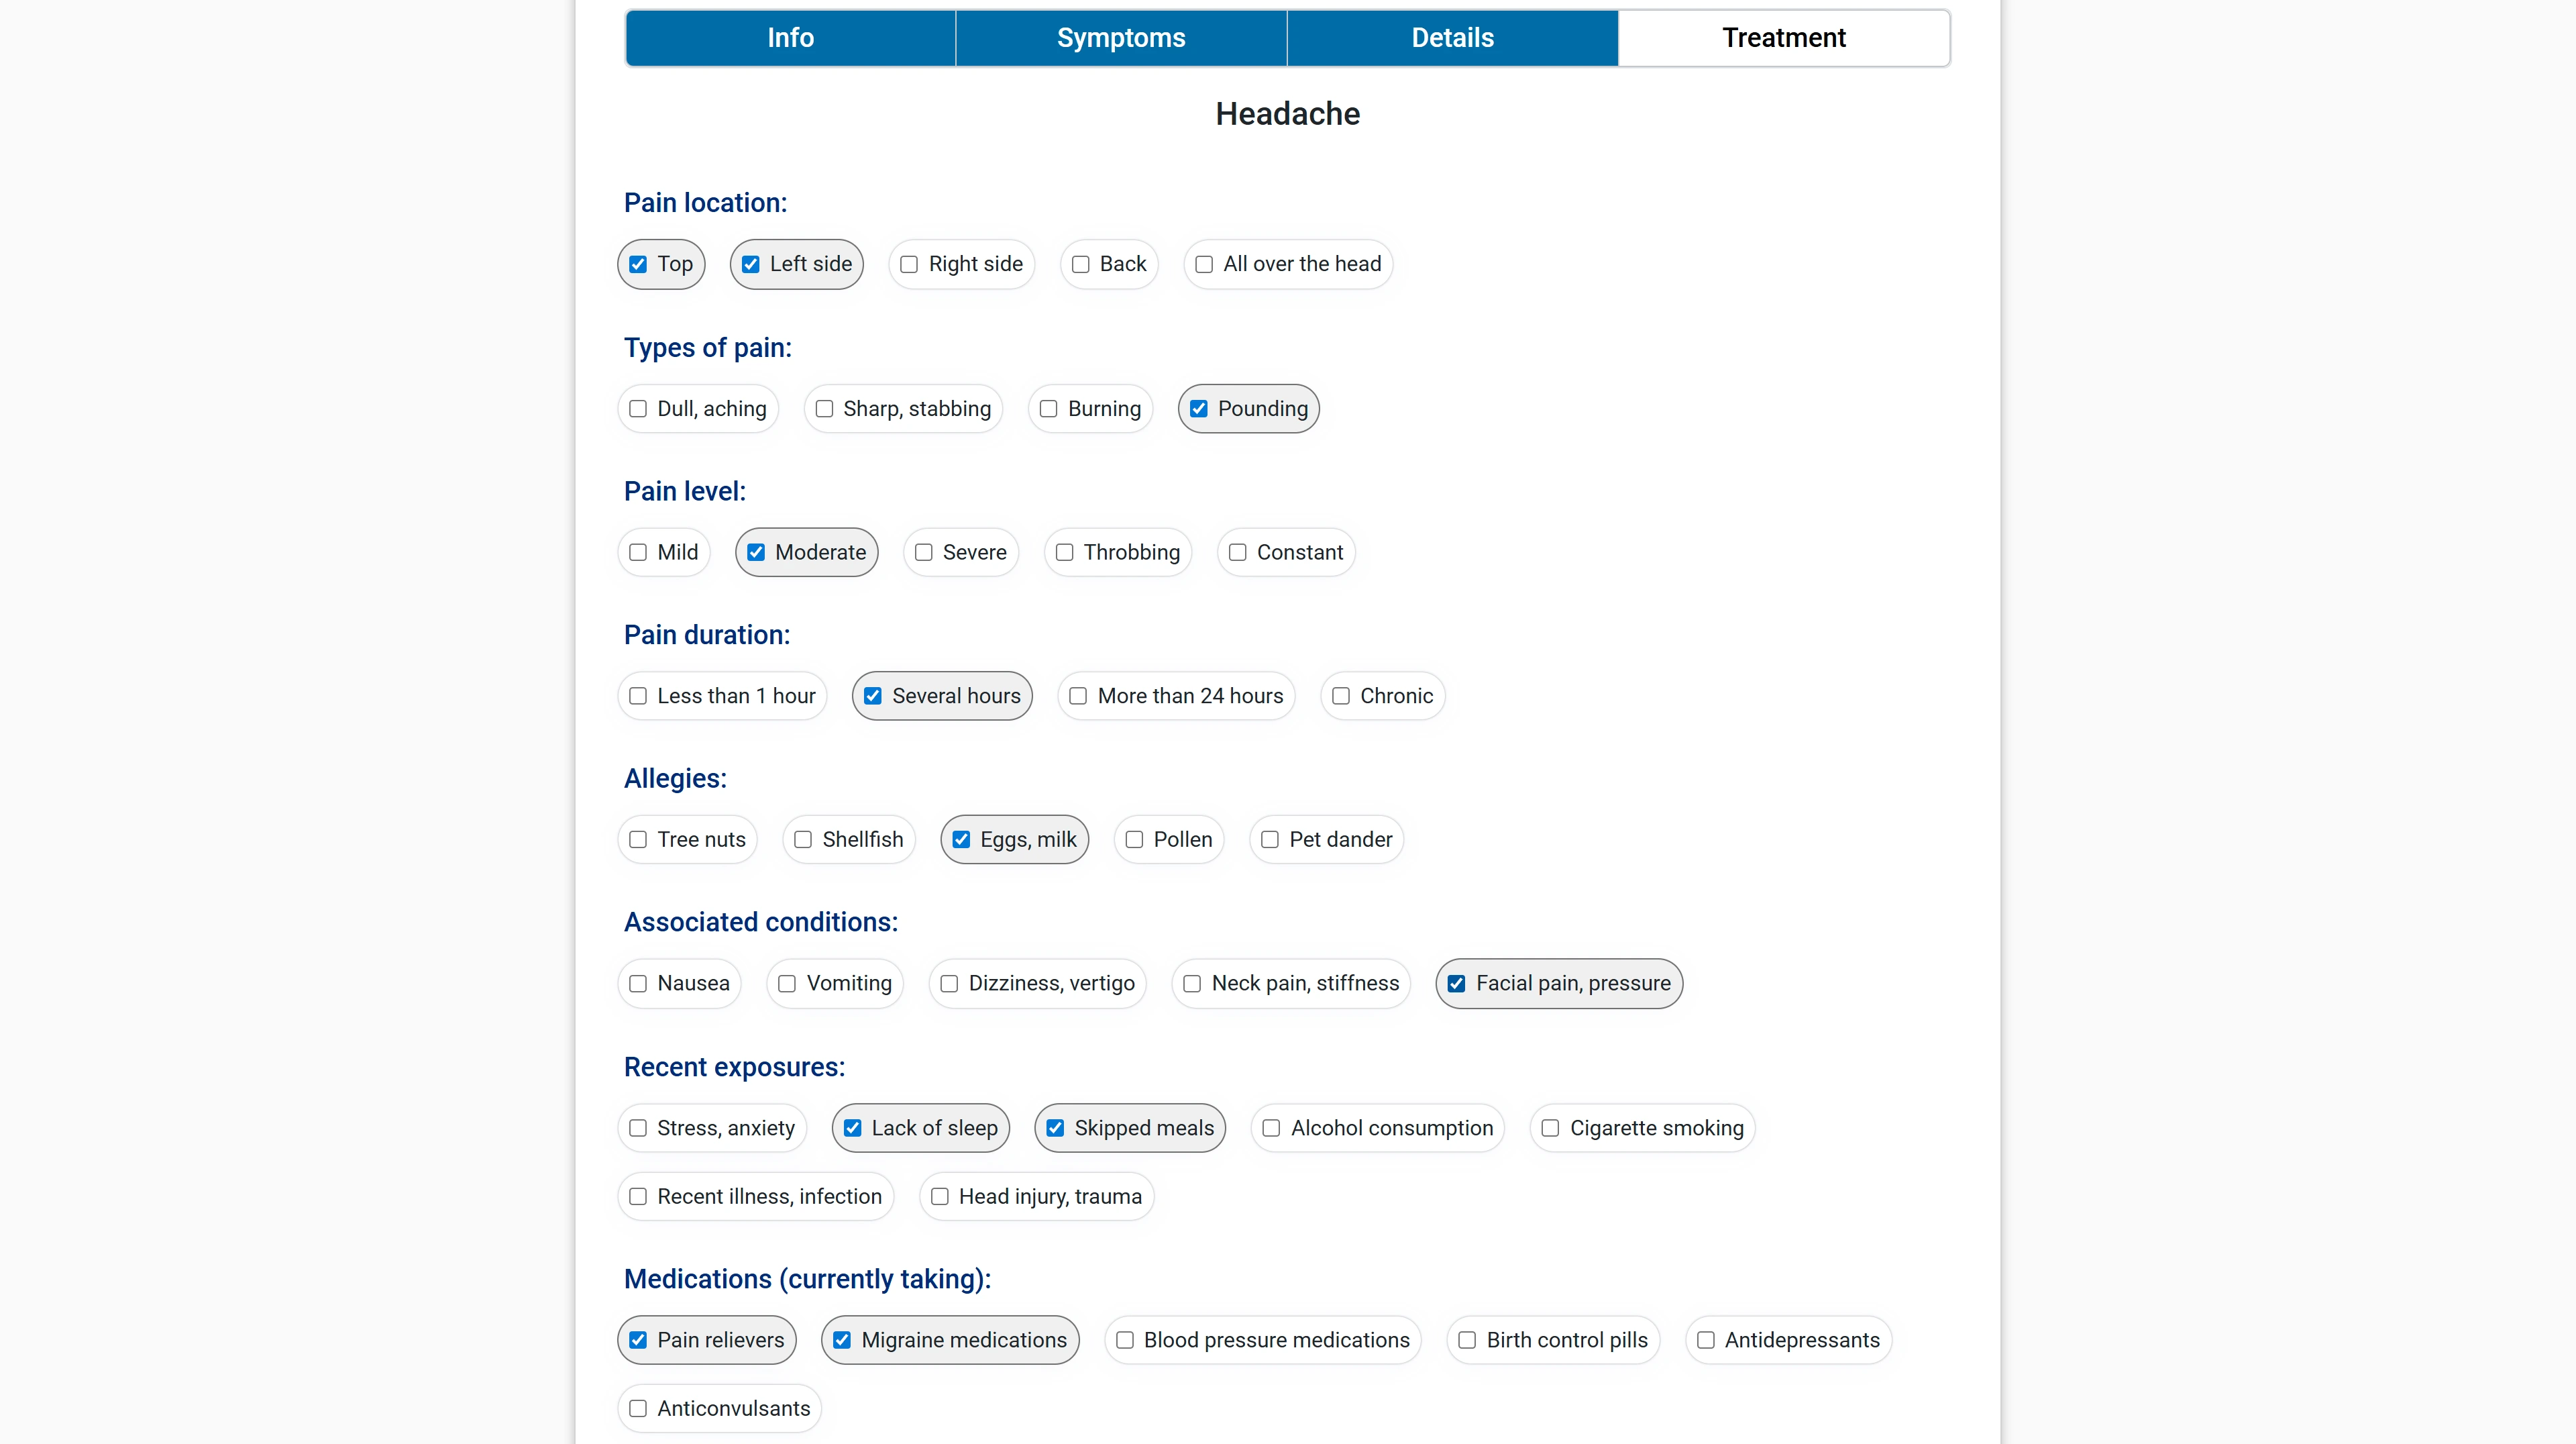 Info Symptoms Details Treatment
Headache
Pain location:
Top Left side Right side Back All over the head
Types of pain:
Dull, aching Sharp, stabbing Burning Pounding
Pain level:
Mild Moderate Severe Throbbing Constant
Pain duration:
Less than 1 hour Several hours More than 24 hours Chronic
Allegies:
Tree nuts Shellfish Eggs, milk Pollen Pet dander
Associated conditions:
Nausea Vomiting Dizziness, vertigo Neck pain, stiffness Facial pain, pressure
Recent exposures:
Stress, anxiety Lack of sleep Skipped meals Alcohol consumption Cigarette smoking
Recent illness, infection Head injury, trauma
Medications (currently taking):
Pain relievers Migraine medications Blood pressure medications Birth control pills Antidepressants
Anticonvulsants